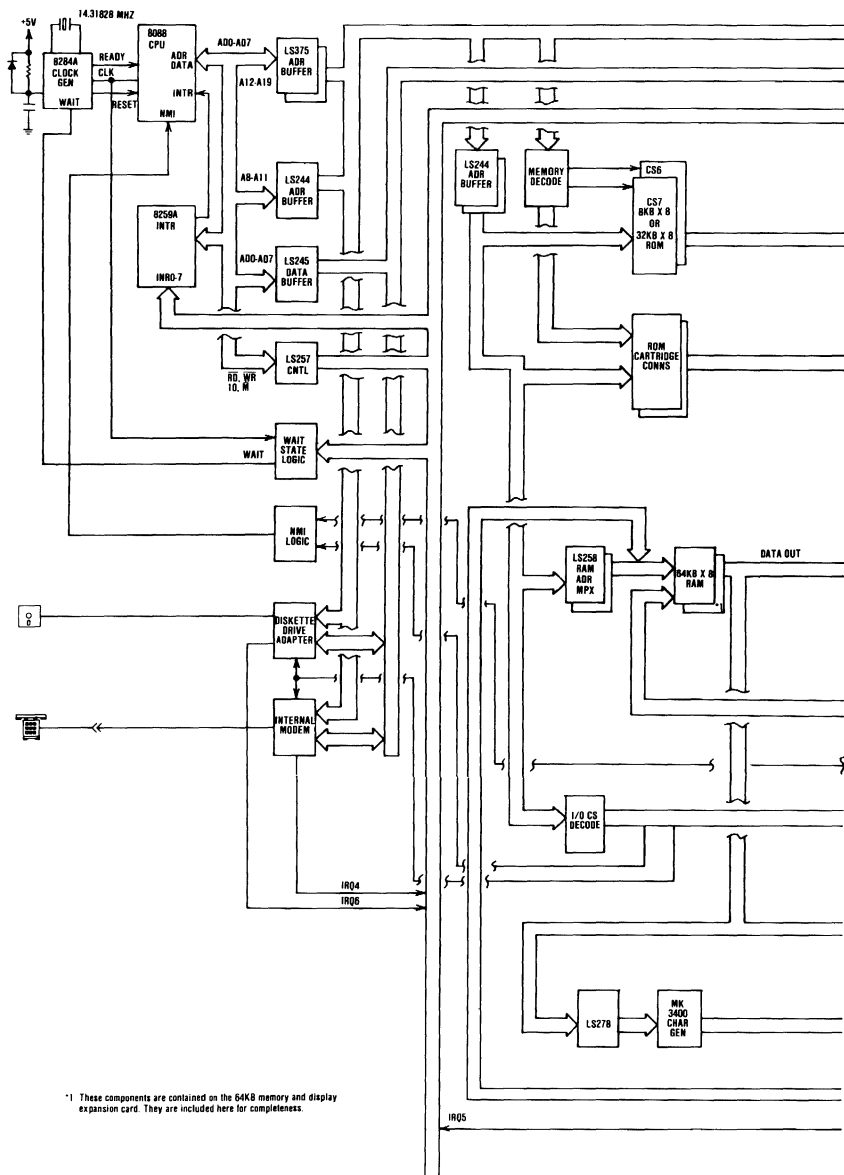 14.31828 MHZ
+5V
8284A
CLOCK
GEN
WAIT
READY
CLK
RESET
8088
CPU
ADR
DATA
INTR
NMI
AD0-AD7
LS375
ADR
BUFFER
A12-A19
A8-A11
LS244
ADR
BUFFER
8259A
INTR
INR0-7
AD0-AD7
LS245
DATA
BUFFER
LS257
CNTL
RD, WR
IO, M
WAIT
STATE
LOGIC
WAIT
NMI
LOGIC
DISKETTE
DRIVE
ADAPTER
INTERNAL
MODEM
IRQ4
IRQ6
LS244
ADR
BUFFER
MEMORY
DECODE
CS6
CS7
8KB X 8
OR
32KB X 8
ROM
ROM
CARTRIDGE
CONNS
LS258
RAM
ADR
MPX
64KB X 8
RAM
*1
DATA OUT
I/O CS
DECODE
LS278
MK
3400
CHAR
GEN
*1 These components are contained on the 64KB memory and display
expansion card. They are included here for completeness.
IRQ5